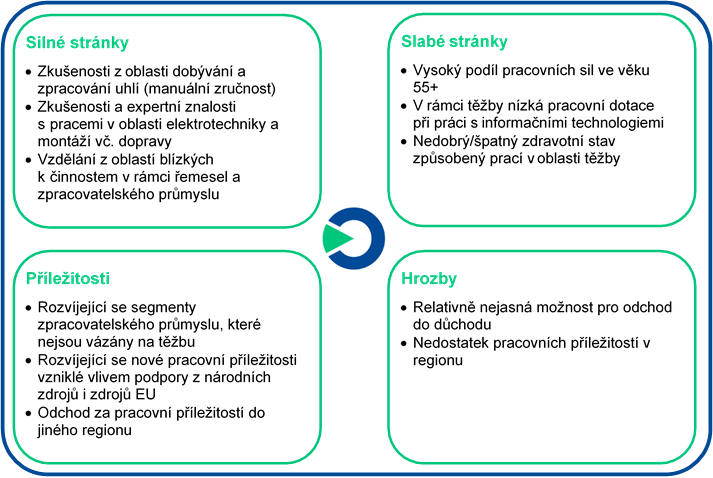 Silné stránky
• Zkušenosti z oblasti dobývání a
zpracování uhlí (manuální zručnost)
• Zkušenosti a expertní znalosti
s pracemi v oblasti elektrotechniky a
montáží vč. dopravy
• Vzdělání z oblastí blízkých
k činnostem v rámci řemesel a
zpracovatelského průmyslu
Slabé stránky
• Vysoký podíl pracovních sil ve věku
55+
• V rámci těžby nízká pracovní dotace
při práci s informačními technologiemi
• Nedobrý/špatný zdravotní stav
způsobený prací v oblasti těžby
Příležitosti
• Rozvíjející se segmenty
zpracovatelského průmyslu, které
nejsou vázány na těžbu
• Rozvíjející se nové pracovní příležitosti
vzniklé vlivem podpory z národních
zdrojů i zdrojů EU
• Odchod za pracovní příležitostí do
jiného regionu
Hrozby
• Relativně nejasná možnost pro odchod
do důchodu
• Nedostatek pracovních příležitostí v
regionu